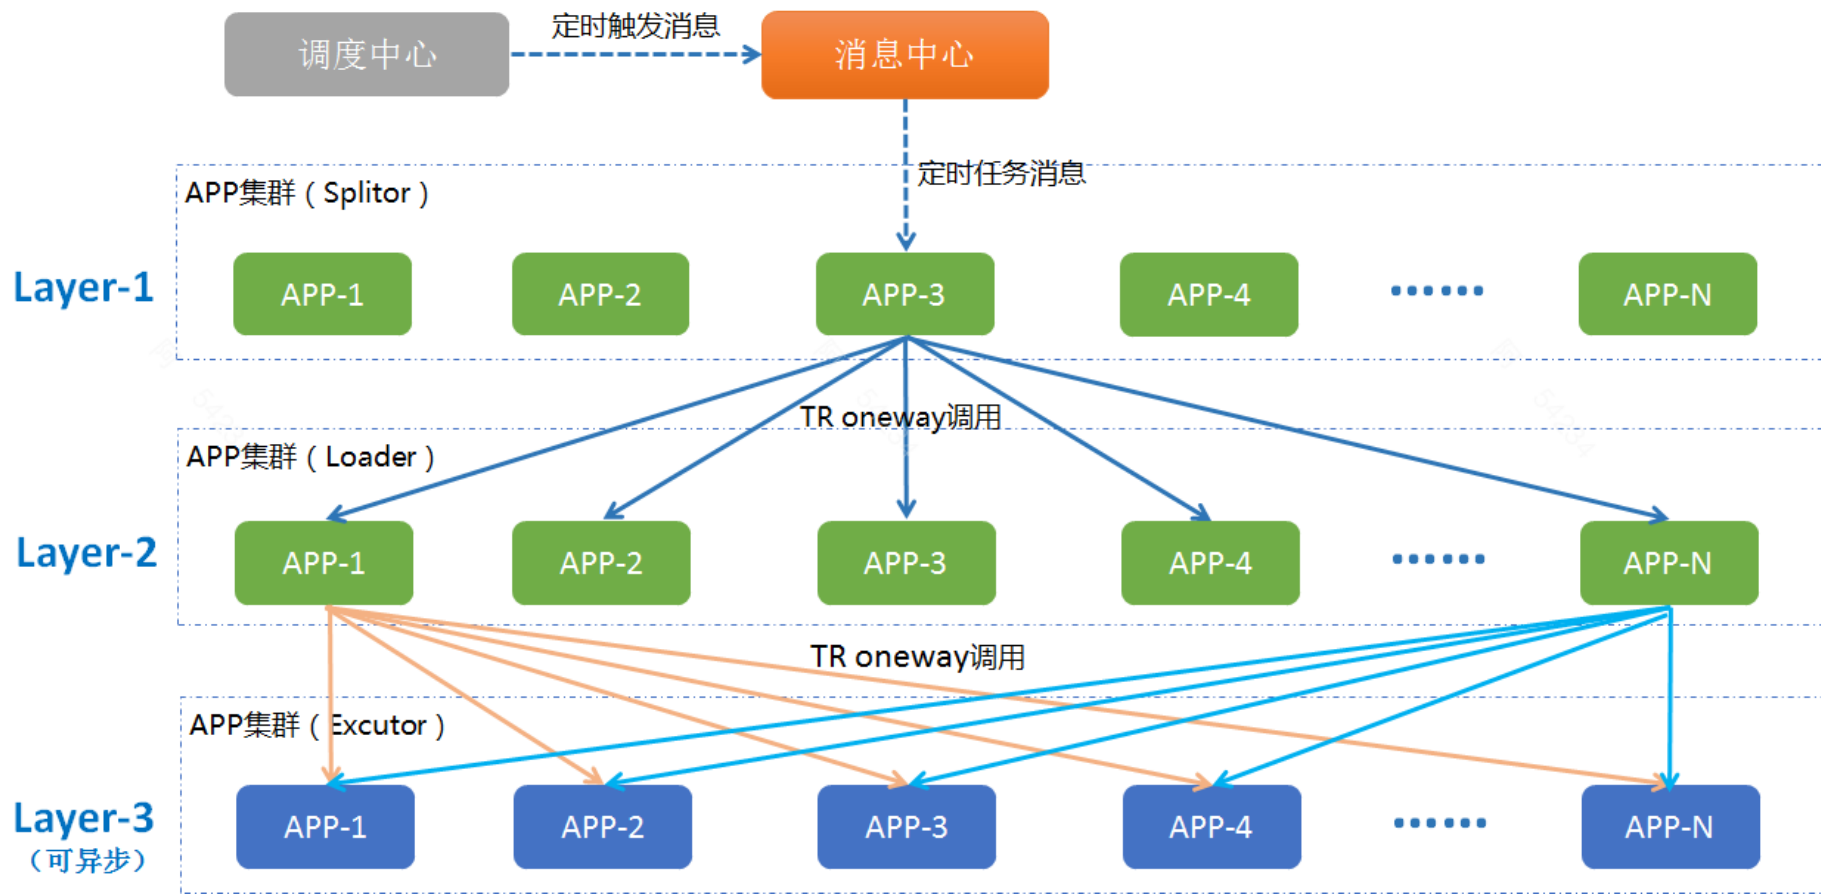 定时触发消息
调度中心
消息中心
定时任务消息
APP集群（Splitor）
Layer-1
APP-1
APP-2
APP-3
APP-4
······
APP-N
TR oneway调用
APP集群（Loader）
Layer-2
APP-1
APP-2
APP-3
APP-4
······
APP-N
TR oneway调用
APP集群（Excutor）
Layer-3
（可异步）
APP-1
APP-2
APP-3
APP-4
······
APP-N